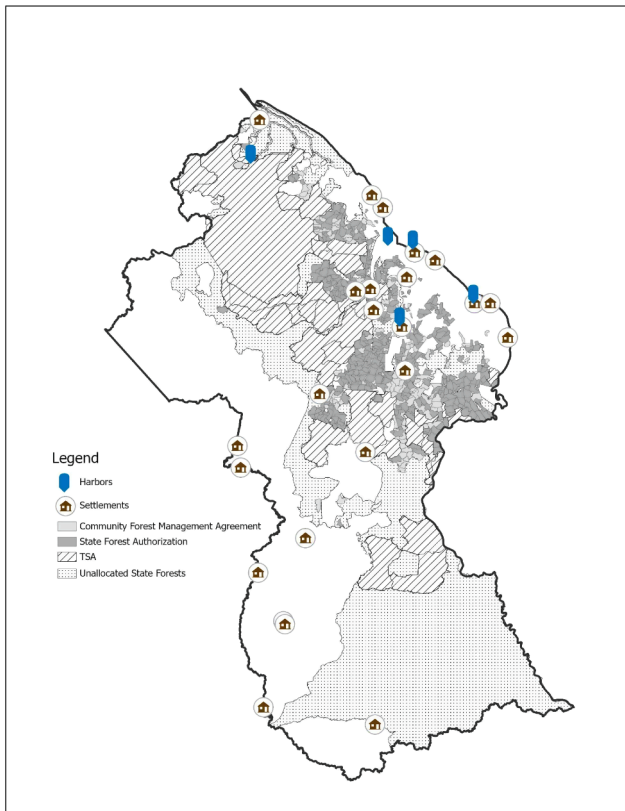 Legend
Harbors
Settlements
Community Forest Management Agreement
State Forest Authorization
TSA
Unallocated State Forests